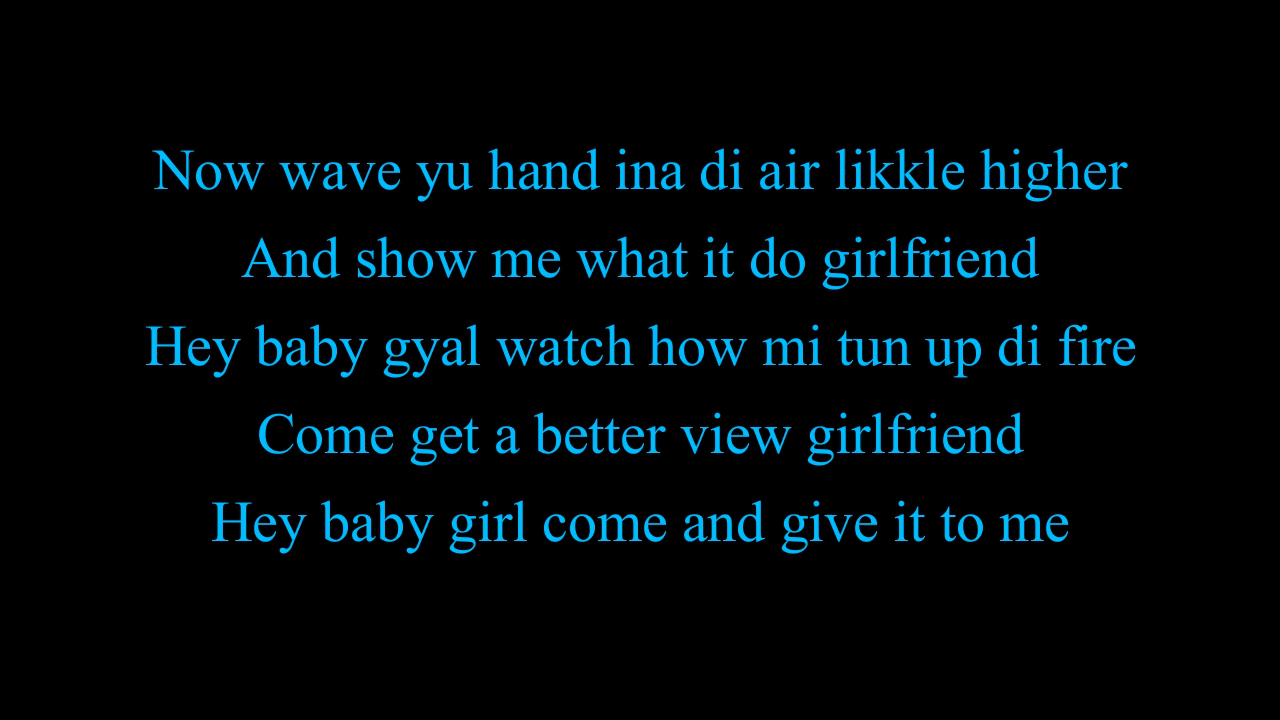 Now wave yu hand ina di air likkle higher
And show me what it do girlfriend
Hey baby gyal watch how mi tun up di fire
Come get a better view girlfriend
Hey baby girl come and give it to me